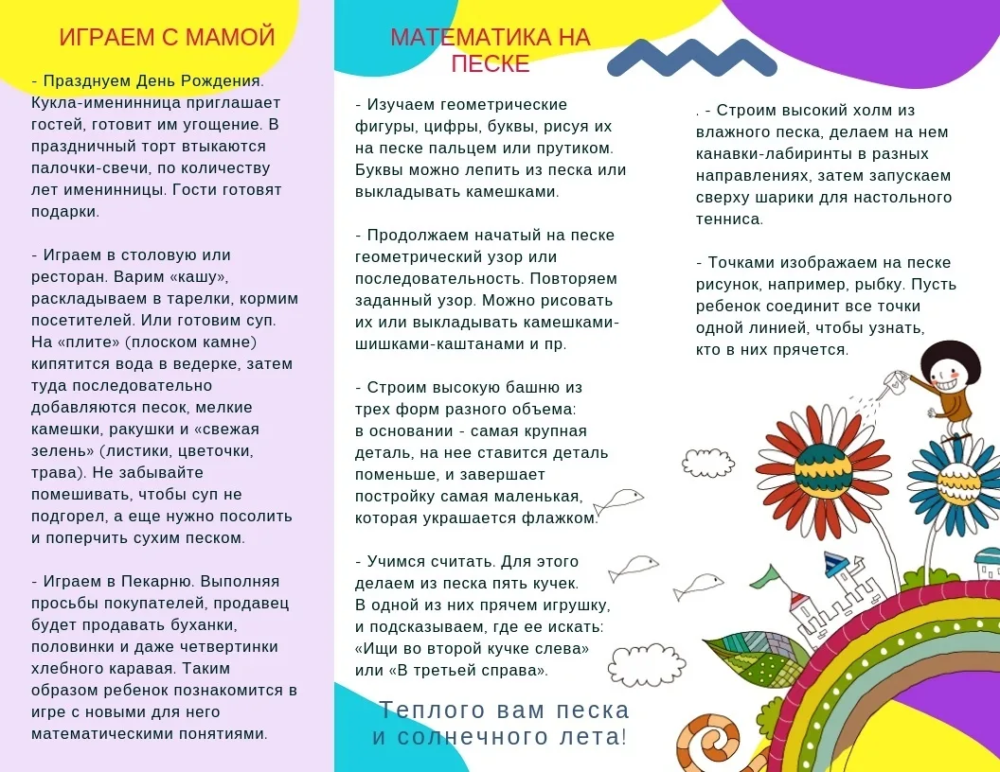 ИГРАЕМ С МАМОЙ
- Празднуем День Рождения.
Кукла-именинница приглашает
гостей, готовит им угощение. В
праздничный торт втыкаются
палочки-свечи, по количеству
лет именинницы. Гости готовят
подарки.
- Играем в столовую или
ресторан. Варим «кашу»,
раскладываем в тарелки, кормим
посетителей. Или готовим суп.
На «плите» (плоском камне)
кипятится вода в ведерке, затем
туда последовательно
добавляются песок, мелкие
камешки, ракушки и «свежая
зелень» (листики, цветочки,
трава). Не забывайте
помешивать, чтобы суп не
подгорел, а еще нужно посолить
и поперчить сухим песком.
- Играем в Пекарню. Выполняя
просьбы покупателей, продавец
будет продавать буханки,
половинки и даже четвертинки
хлебного каравая. Таким
образом ребенок познакомится в
игре с новыми для него
математическими понятиями.
МАТЕМАТИКА НА
ПЕСКЕ
- Изучаем геометрические
фигуры, цифры, буквы, рисуя их
на песке пальцем или прутиком.
Буквы можно лепить из песка или
выкладывать камешками.
- Продолжаем начатый на песке
геометрический узор или
последовательность. Повторяем
заданный узор. Можно рисовать
их или выкладывать камешками-
шишками-каштанами и пр.
- Строим высокую башню из
трех форм разного объема:
в основании - самая крупная
деталь, на нее ставится деталь
поменьше, и завершает
постройку самая маленькая,
которая украшается флажком.
- Учимся считать. Для этого
делаем из песка пять кучек.
В одной из них прячем игрушку,
и подсказываем, где ее искать:
«Ищи во второй кучке слева»
или «В третьей справа».
Теплого вам песка
и солнечного лета!
. - Строим высокий холм из
влажного песка, делаем на нем
канавки-лабиринты в разных
направлениях, затем запускаем
сверху шарики для настольного
тенниса.
- Точками изображаем на песке
рисунок, например, рыбку. Пусть
ребенок соединит все точки
одной линией, чтобы узнать,
кто в них прячется.